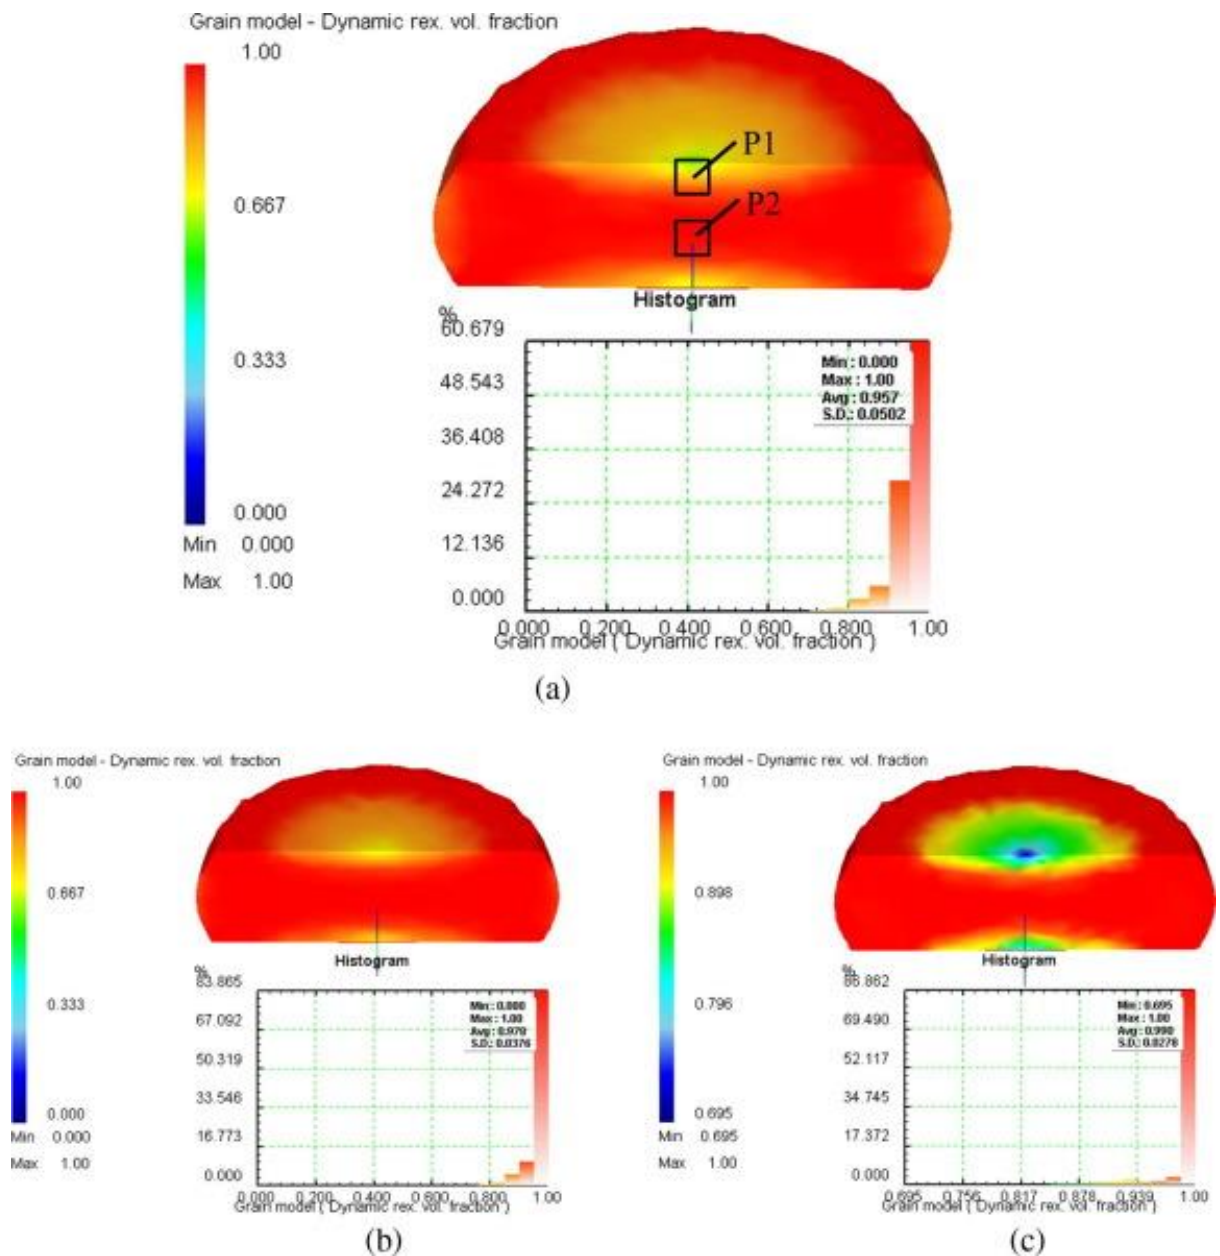 Grain model - Dynamic rex. vol. fraction
1.00
0.667
0.333
0.000
Min 0.000
Max 1.00
P1
P2
Histogram
%
60.679
48.543
36.408
24.272
12.136
0.000
Min : 0.000
Max : 1.00
Avg : 0.957
S.D.: 0.0502
0.000 0.200 0.400 0.600 0.800 1.00
Grain model ( Dynamic rex. vol. fraction )
(a)
Grain model - Dynamic rex. vol. fraction
1.00
0.667
0.333
0.000
Min 0.000
Max 1.00
Histogram
%
83.865
67.092
50.319
33.546
16.773
0.000
Min : 0.000
Max : 1.00
Avg : 0.978
S.D.: 0.0376
0.000 0.200 0.400 0.600 0.800 1.00
Grain model ( Dynamic rex. vol. fraction )
(b)
Grain model - Dynamic rex. vol. fraction
1.00
0.898
0.796
0.695
Min 0.695
Max 1.00
Histogram
%
86.862
69.490
52.117
34.745
17.372
0.000
Min : 0.695
Max : 1.00
Avg : 0.990
S.D.: 0.0278
0.695 0.756 0.817 0.878 0.939 1.00
Grain model ( Dynamic rex. vol. fraction )
(c)